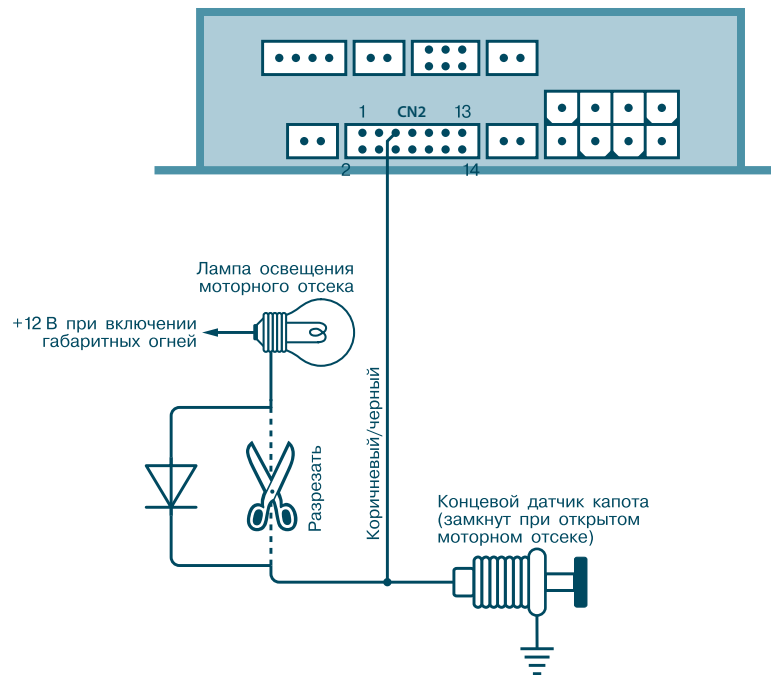 1 CN2 13
2 14
Лампа освещения
моторного отсека
+12 В при включении
габаритных огней
Коричневый/черный
Разрезать
Концевой датчик капота
(замкнут при открытом
моторном отсеке)